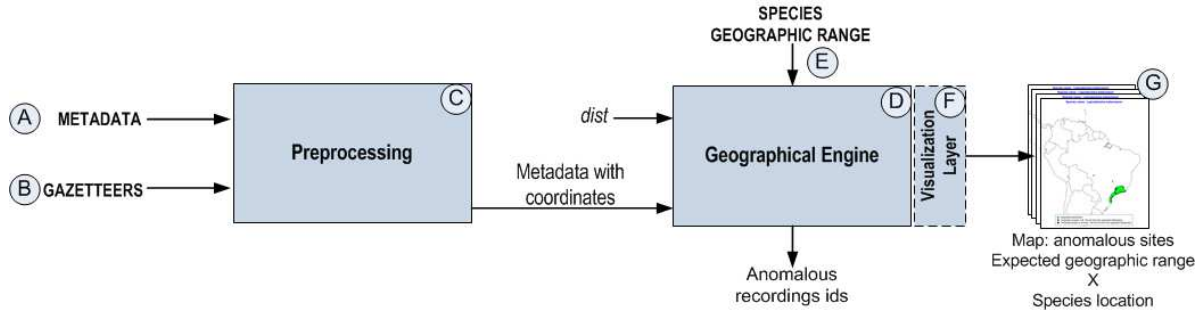 SPECIES
GEOGRAPHIC RANGE
E
A
METADATA
B
GAZETTEERS
C
Preprocessing
dist
Metadata with
coordinates
D
Geographical Engine
F
Visualization
Layer
G
Anomalous
recordings ids
Map: anomalous sites
Expected geographic range
X
Species location